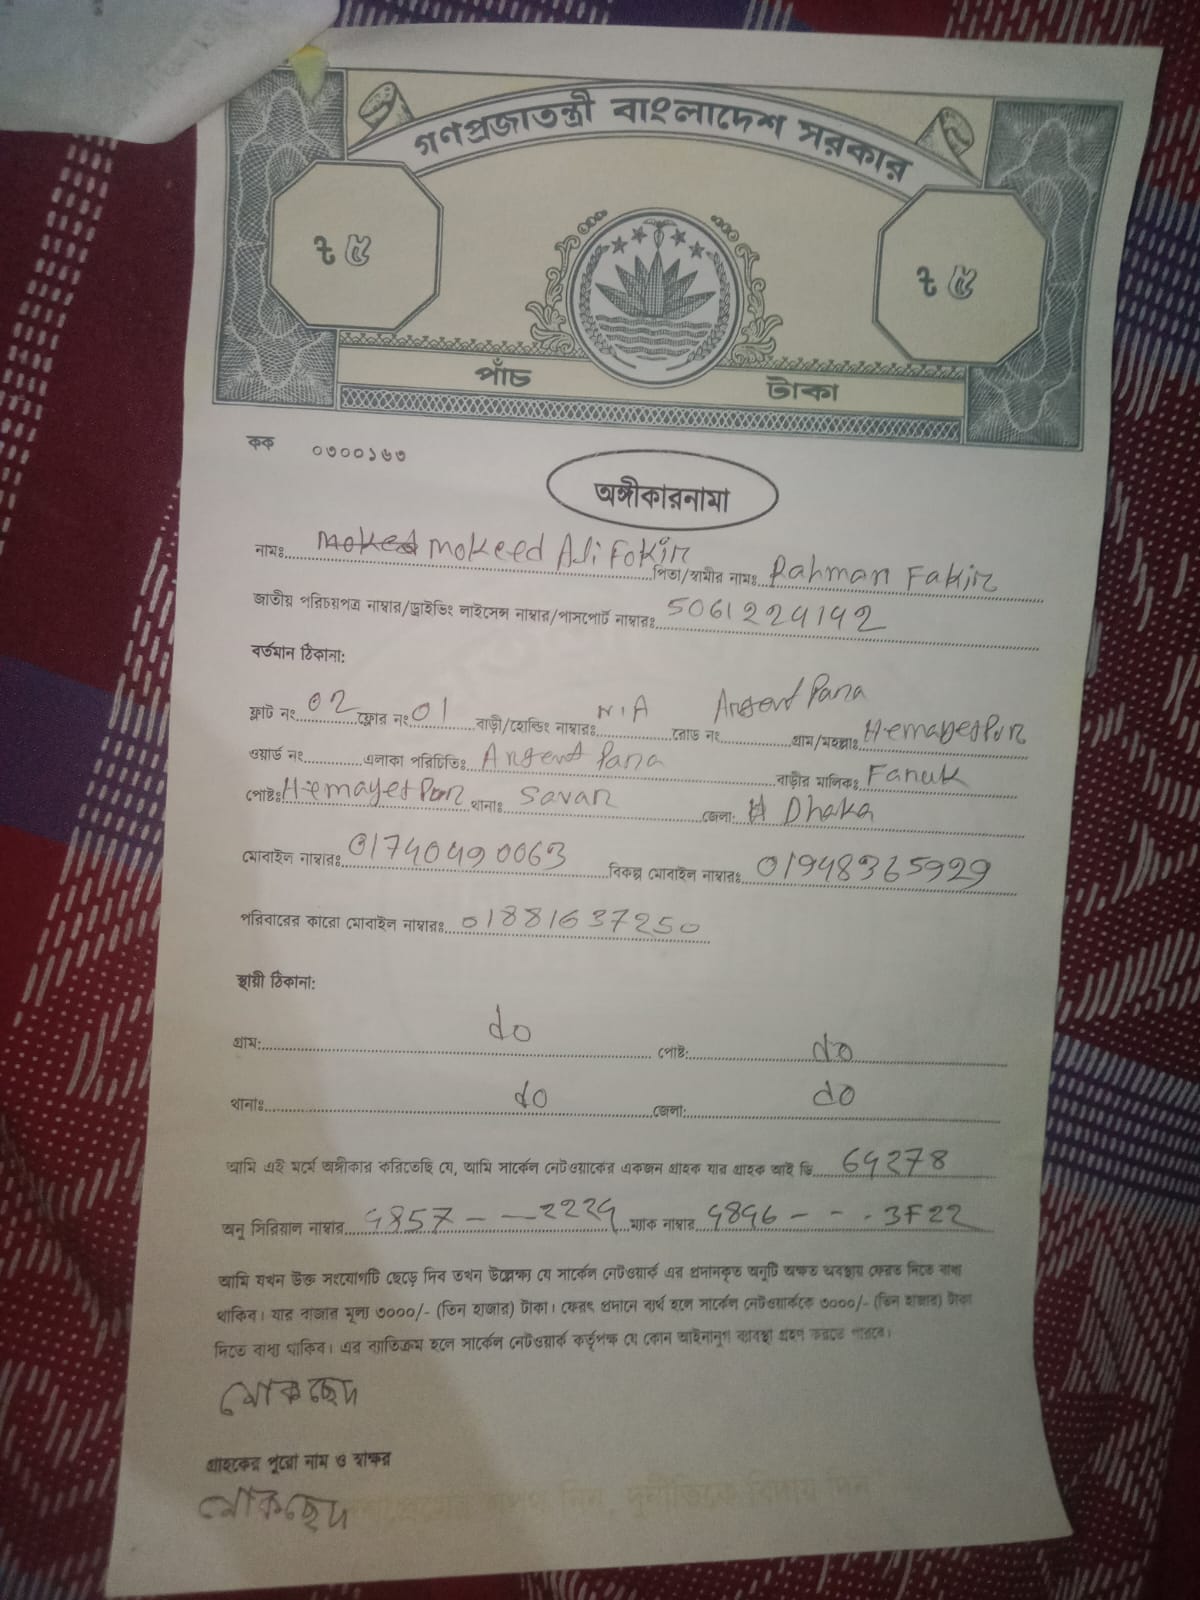 গণপ্রজাতন্ত্রী বাংলাদেশ সরকার
৳ ৫
৳ ৫
পাঁচ টাকা
কক ০৩০০১৬৩
অঙ্গীকারনামা
নামঃ mokeed Ali Fokir পিতা/স্বামীর নামঃ Rahman Fakir
জাতীয় পরিচয়পত্র নাম্বার/ড্রাইভিং লাইসেন্স নাম্বার/পাসপোর্ট নাম্বারঃ 5061224142
বর্তমান ঠিকানা:
ফ্লাট নং 02 ফ্লোর নং 01 বাড়ী/হোল্ডিং নাম্বারঃ N.A রোড নং গ্রাম/মহল্লাঃ Hemayetpur
ওয়ার্ড নং এলাকা পরিচিতিঃ বাড়ীর মালিকঃ Faruk
পোষ্টঃ Hemayetpur থানাঃ Savar জেলা: Dhaka
মোবাইল নাম্বারঃ 01740490063 বিকল্প মোবাইল নাম্বারঃ 01948365929
পরিবারের কারো মোবাইল নাম্বারঃ 01881637250
স্থায়ী ঠিকানা:
গ্রাম: do পোষ্ট: do
থানাঃ do জেলা: do
আমি এই মর্মে অঙ্গীকার করিতেছি যে, আমি সার্কেল নেটওয়ার্কের একজন গ্রাহক যার গ্রাহক আই ডি 64278
অনু সিরিয়াল নাম্বার 4857 - - 2224 ম্যাক নাম্বার 4846 - - . 3F22
আমি যখন উক্ত সংযোগটি ছেড়ে দিব তখন উল্লেক্ষ্য যে সার্কেল নেটওয়ার্ক এর প্রদানকৃত অনুটি অক্ষত অবস্থায় ফেরত দিতে বাধ্য
থাকিব। যার বাজার মূল্য ৩০০০/- (তিন হাজার) টাকা। ফেরৎ প্রদানে ব্যর্থ হলে সার্কেল নেটওয়ার্ককে ৩০০০/- (তিন হাজার) টাকা
দিতে বাধ্য থাকিব। এর ব্যাতিক্রম হলে সার্কেল নেটওয়ার্ক কর্তৃপক্ষ যে কোন আইনানুগ ব্যবস্থা গ্রহণ করতে পারবে।
মোকছেদ
গ্রাহকের পুরো নাম ও স্বাক্ষর
মোকছেদ
নিন, দুর্নীতিকে বিদায় দিন